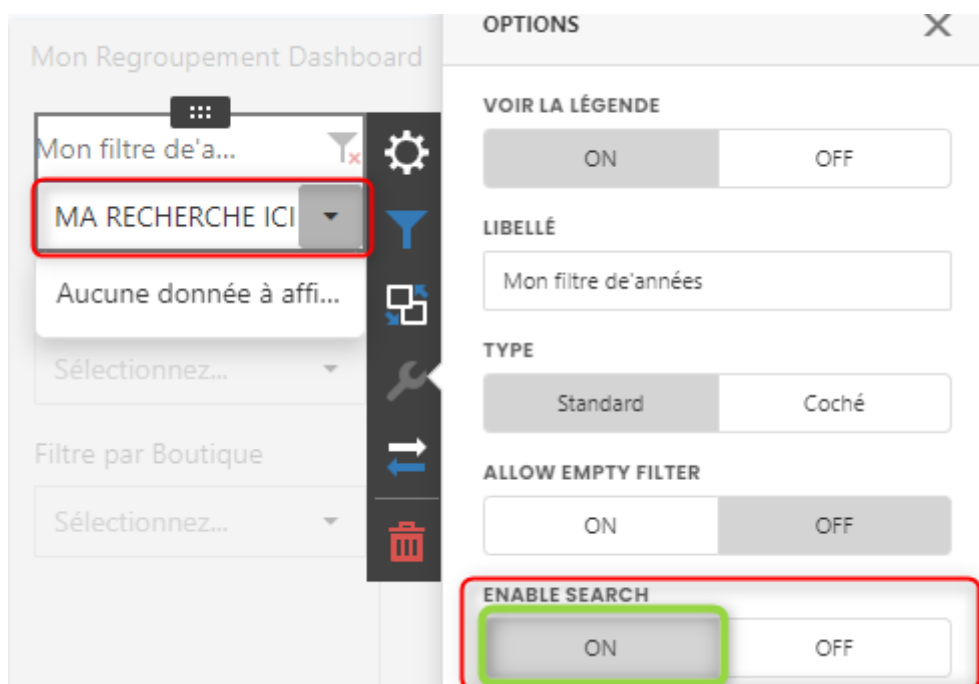 Mon Regroupement Dashboard
Mon filtre de'a...
MA RECHERCHE ICI
Aucune donnée à affi...
Sélectionnez...
Filtre par Boutique
Sélectionnez...
OPTIONS
VOIR LA LÉGENDE
ON OFF
LIBELLÉ
Mon filtre de'années
TYPE
Standard Coché
ALLOW EMPTY FILTER
ON OFF
ENABLE SEARCH
ON OFF